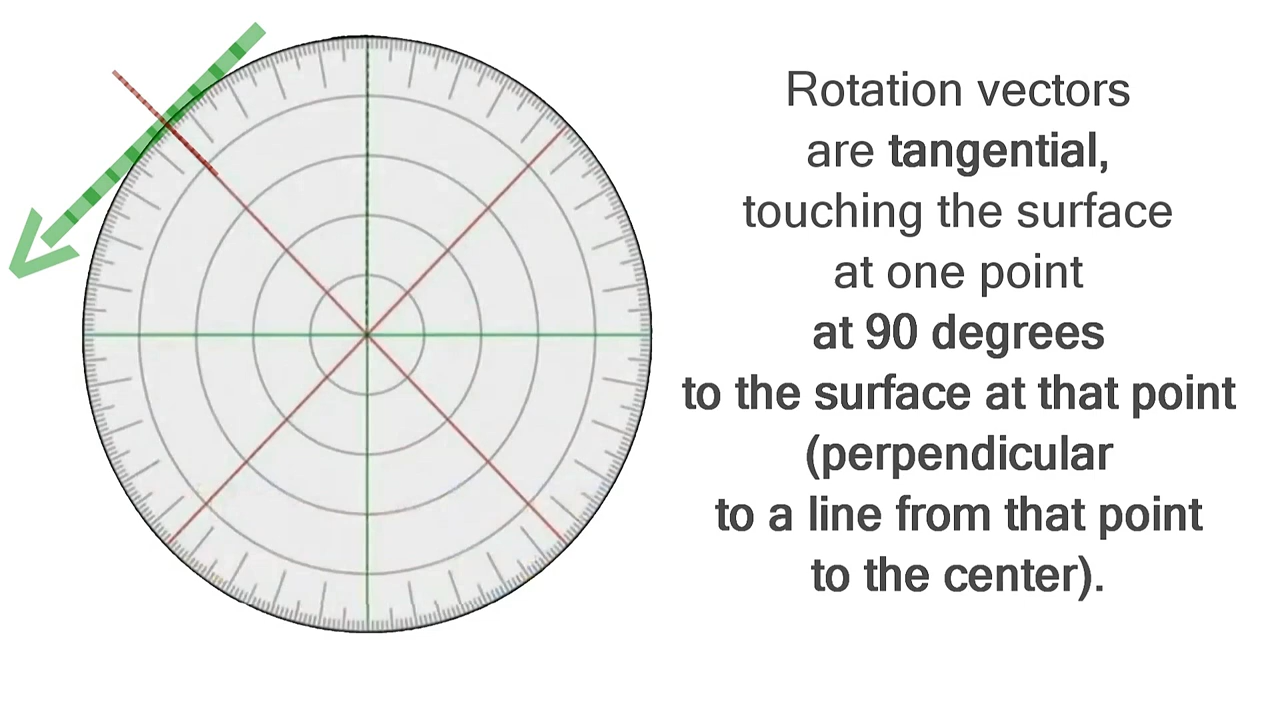 Rotation vectors
are tangential,
touching the surface
at one point
at 90 degrees
to the surface at that point
(perpendicular
to a line from that point
to the center).